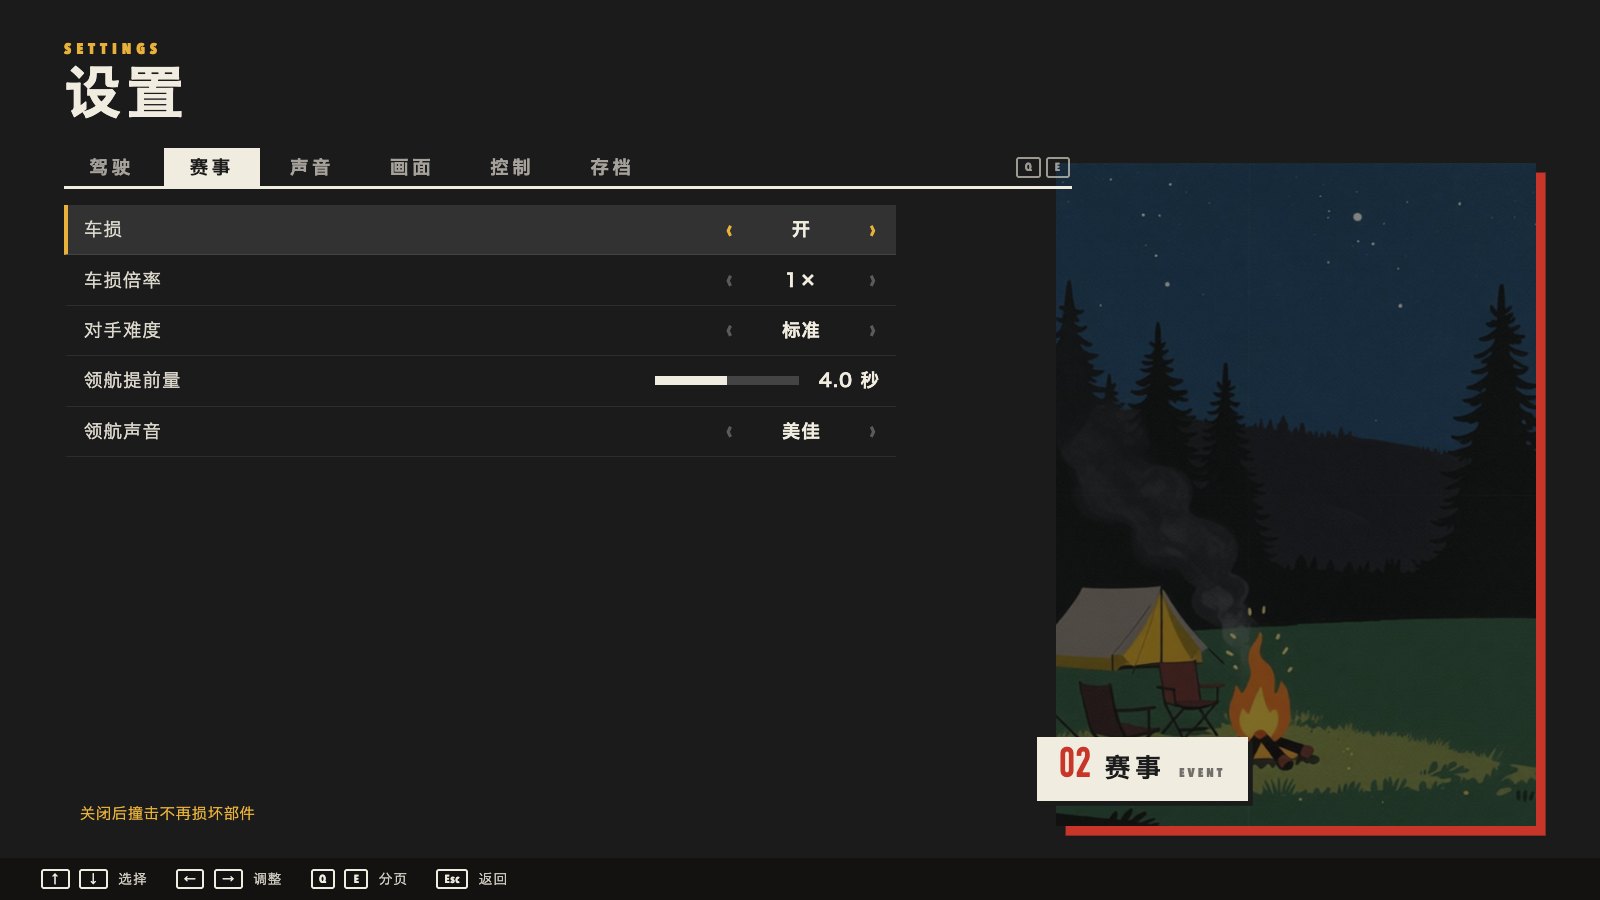 SETTINGS
设置
驾驶 赛事 声音 画面 控制 存档 Q E
车损 ‹ 开 ›
车损倍率 ‹ 1× ›
对手难度 ‹ 标准 ›
领航提前量 4.0 秒
领航声音 ‹ 美佳 ›
02 赛事 EVENT
关闭后撞击不再损坏部件
↑ ↓ 选择 ← → 调整 Q E 分页 Esc 返回